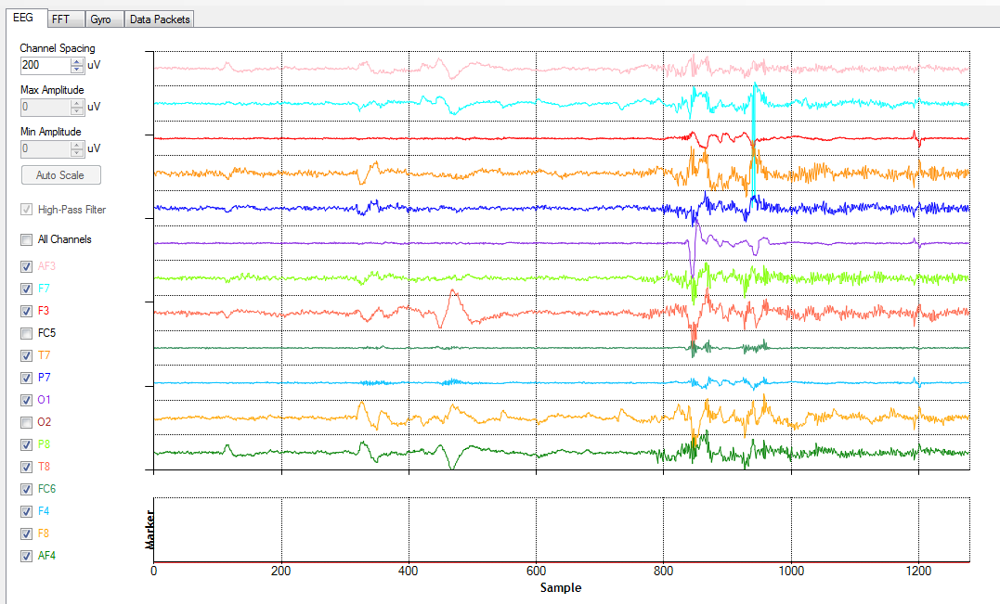 EEG FFT Gyro Data Packets
Channel Spacing
200 uV
Max Amplitude
0 uV
Min Amplitude
0 uV
Auto Scale
High-Pass Filter
All Channels
AF3
F7
F3
FC5
T7
P7
O1
O2
P8
T8
FC6
F4
F8
AF4
Marker
0 200 400 600 800 1000 1200
Sample